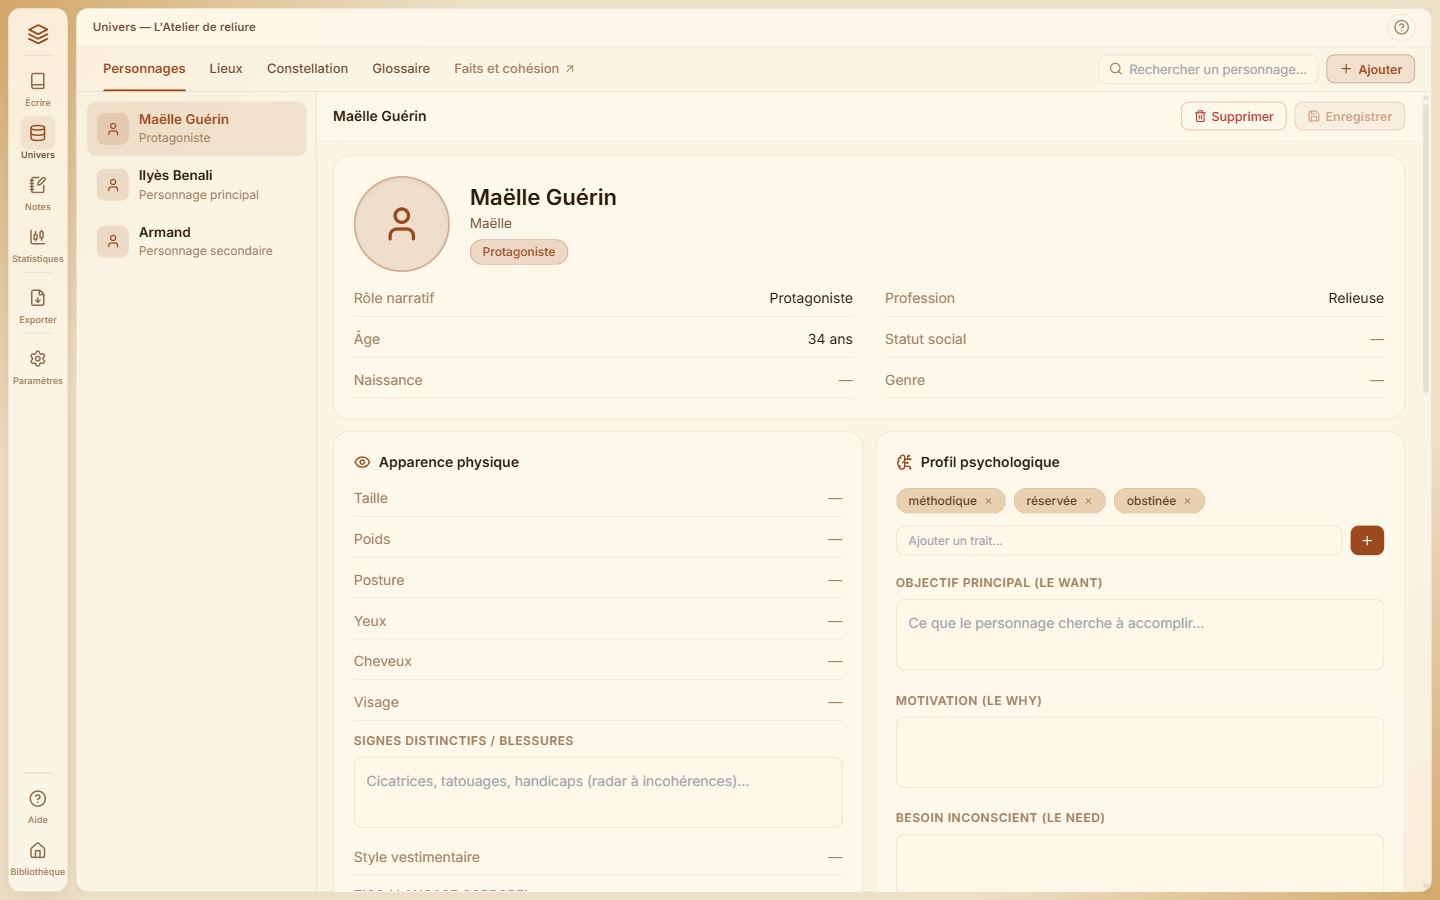 Écrire
Univers
Notes
Statistiques
Exporter
Paramètres
Aide
Bibliothèque
Univers — L'Atelier de reliure
Personnages
Lieux
Constellation
Glossaire
Faits et cohésion
Rechercher un personnage...
Ajouter
Maëlle Guérin
Protagoniste
Ilyès Benali
Personnage principal
Armand
Personnage secondaire
Maëlle Guérin
Supprimer
Enregistrer
Maëlle Guérin
Maëlle
Protagoniste
Rôle narratif Protagoniste
Profession Relieuse
Âge 34 ans
Statut social —
Naissance —
Genre —
Apparence physique
Taille —
Poids —
Posture —
Yeux —
Cheveux —
Visage —
SIGNES DISTINCTIFS / BLESSURES
Cicatrices, tatouages, handicaps (radar à incohérences)...
Style vestimentaire —
Profil psychologique
méthodique ×
réservée ×
obstinée ×
Ajouter un trait...
OBJECTIF PRINCIPAL (LE WANT)
Ce que le personnage cherche à accomplir...
MOTIVATION (LE WHY)
BESOIN INCONSCIENT (LE NEED)